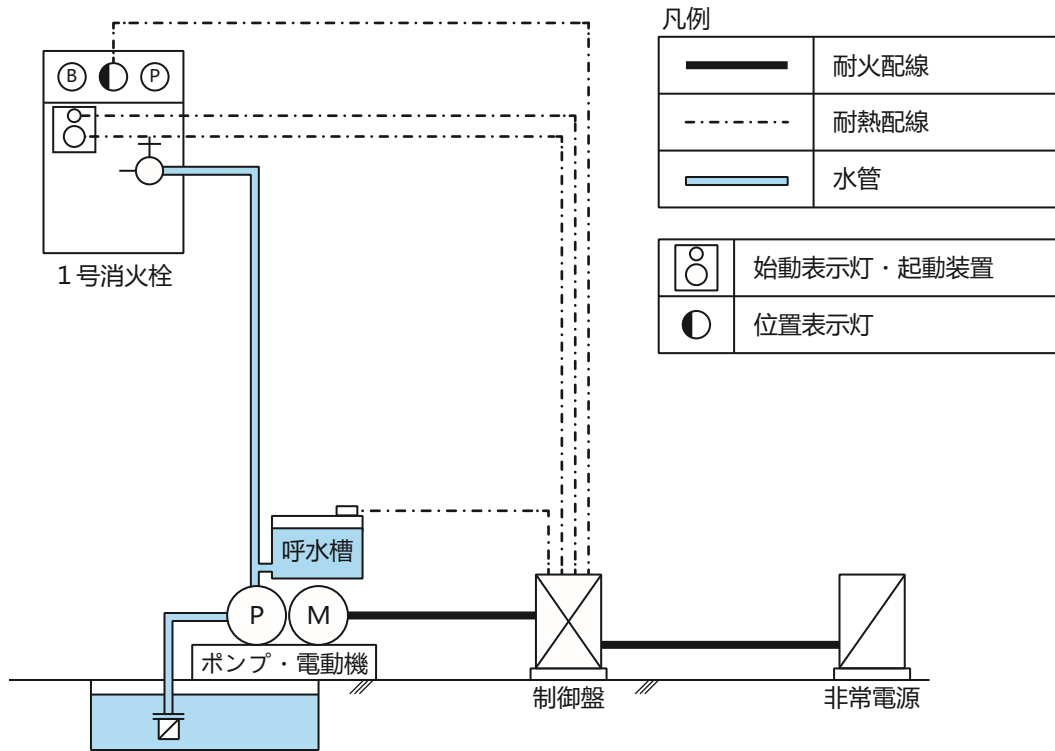 凡例
耐火配線
耐熱配線
水管
始動表示灯・起動装置
位置表示灯
B
P
1号消火栓
呼水槽
P
M
ポンプ・電動機
制御盤
非常電源